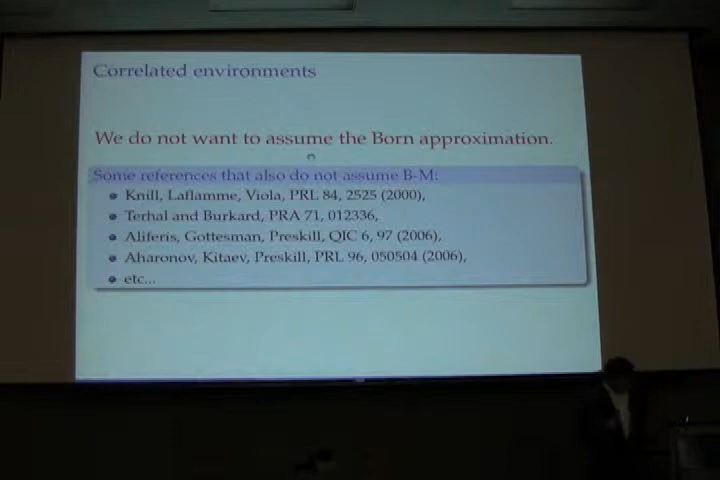 Correlated environments
We do not want to assume the Born approximation.
Some references that also do not assume B-M:
Knill, Laflamme, Viola, PRL 84, 2525 (2000),
Terhal and Burkard, PRA 71, 012336,
Aliferis, Gottesman, Preskill, QIC 6, 97 (2006),
Aharonov, Kitaev, Preskill, PRL 96, 050504 (2006),
etc...